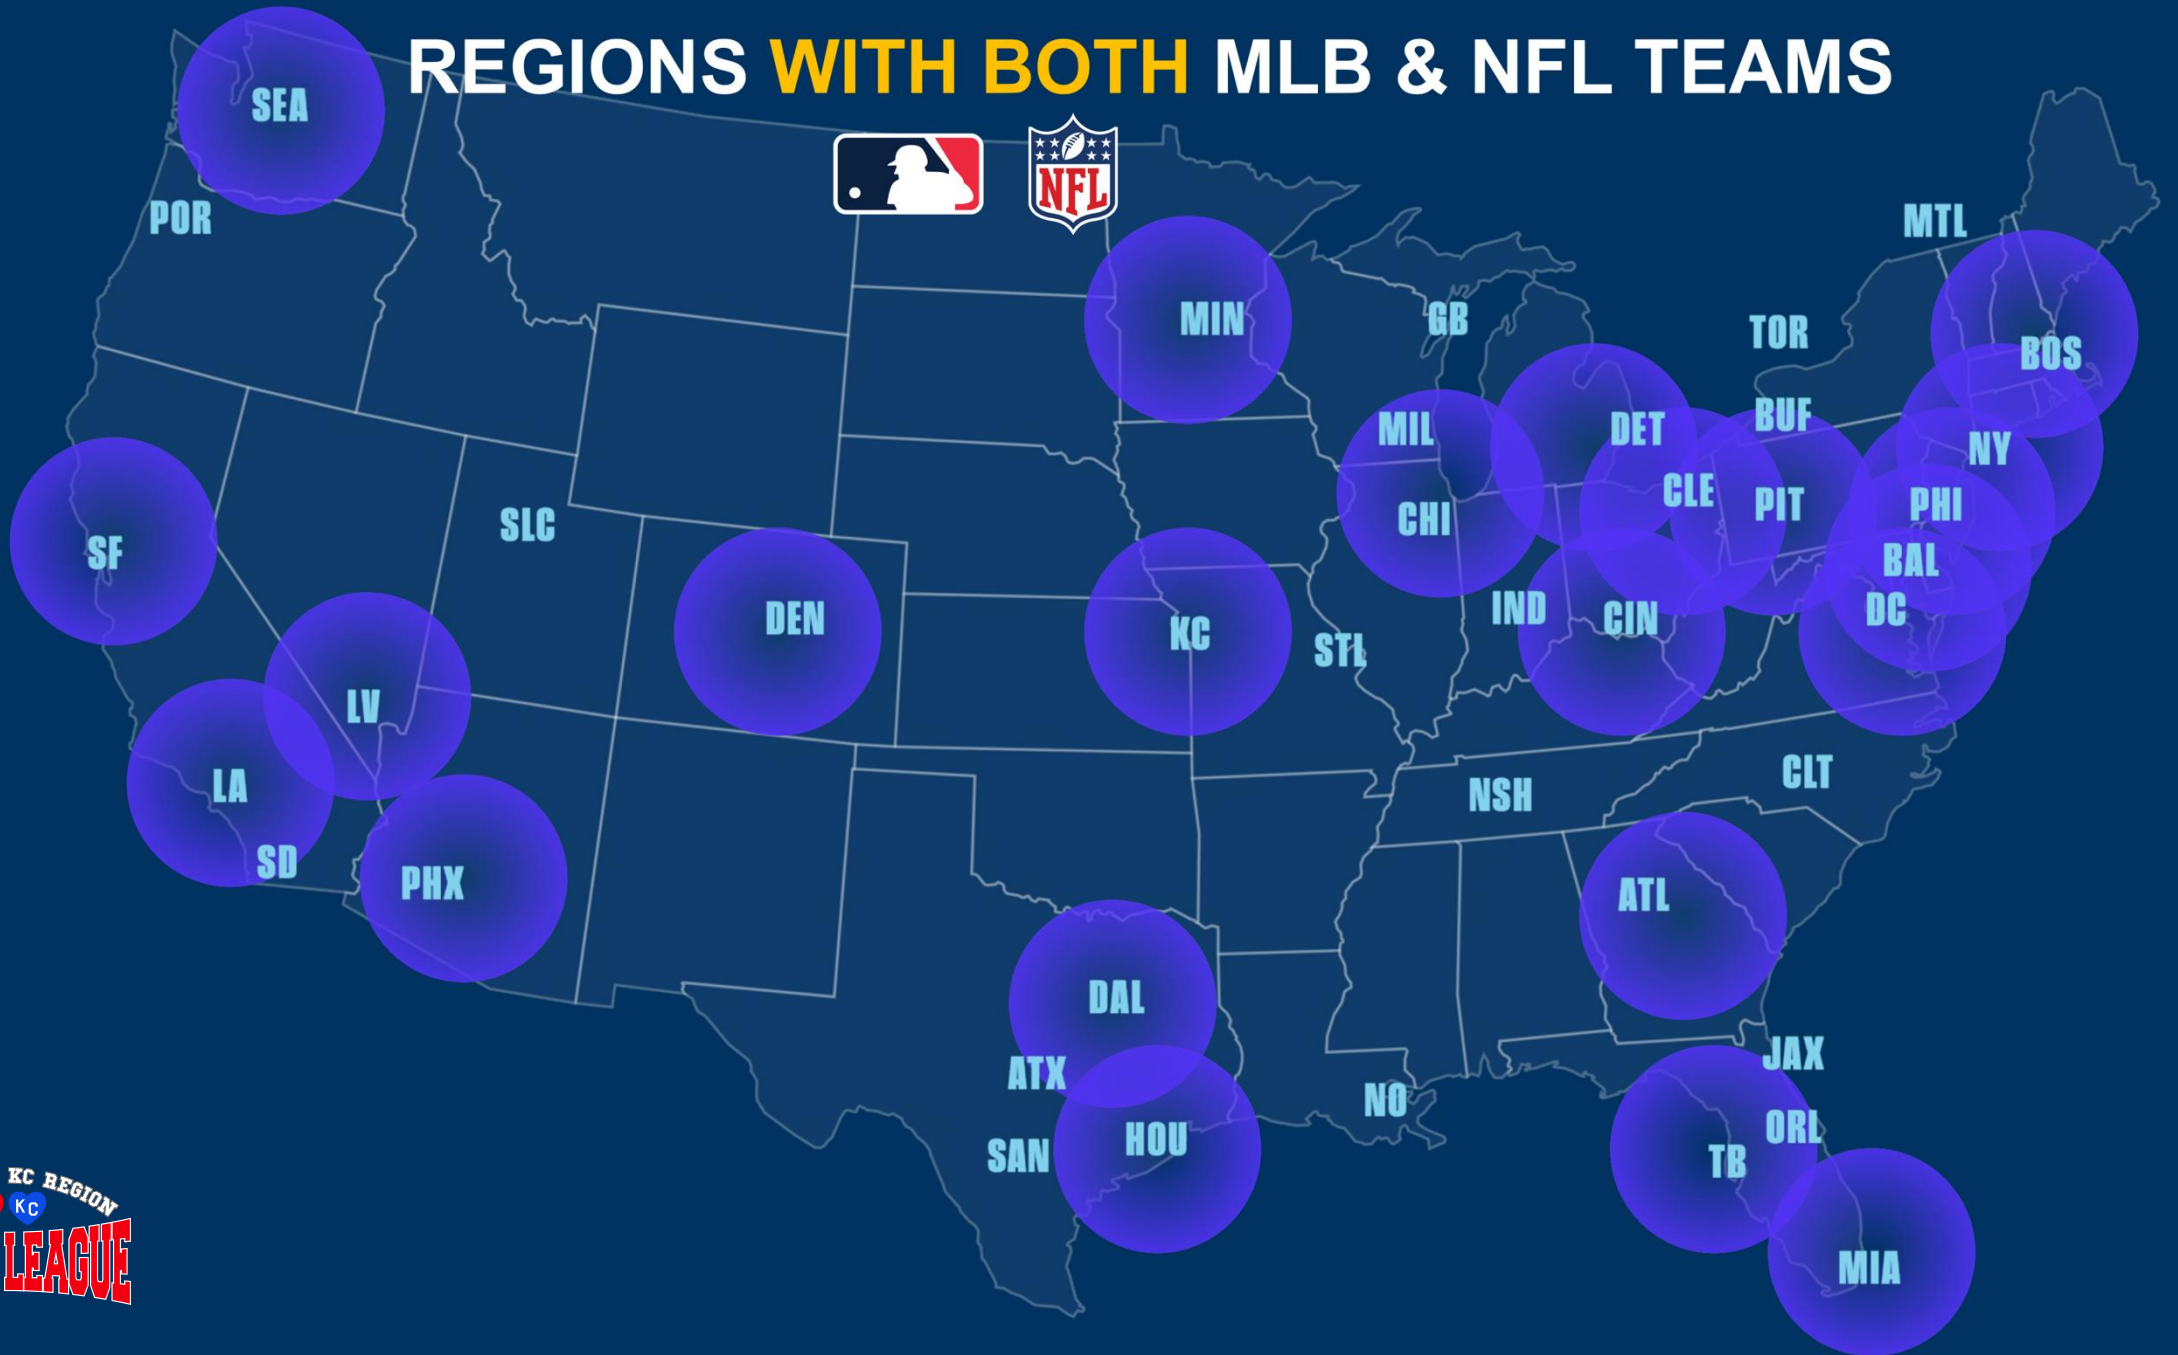 REGIONS WITH BOTH MLB & NFL TEAMS
NFL
SEA
POR
MTL
MIN
GB
TOR
BOS
MIL
DET
BUF
NY
CLE
PIT
PHI
CHI
SLC
SF
BAL
DEN
KC
STL
IND
CIN
DC
LV
LA
NSH
CLT
SD
PHX
ATL
DAL
ATX
JAX
NO
ORL
SAN
HOU
TB
MIA
KC REGION
KC
LEAGUE